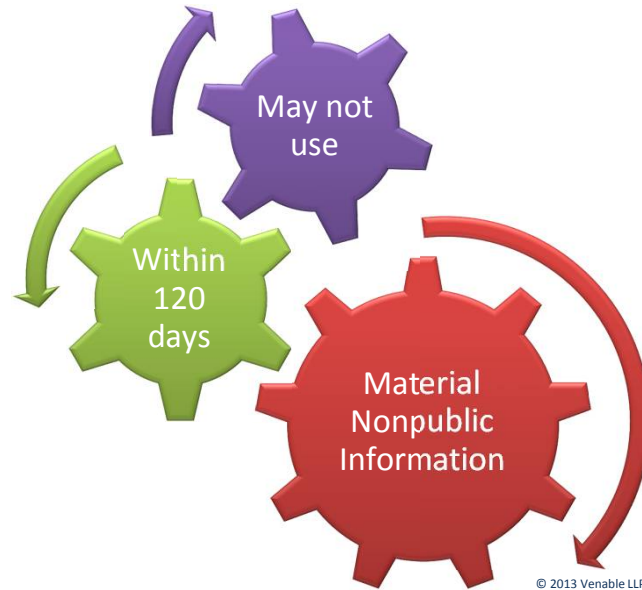 May not
use
Within
120
days
Material
Nonpublic
Information
© 2013 Venable LLP